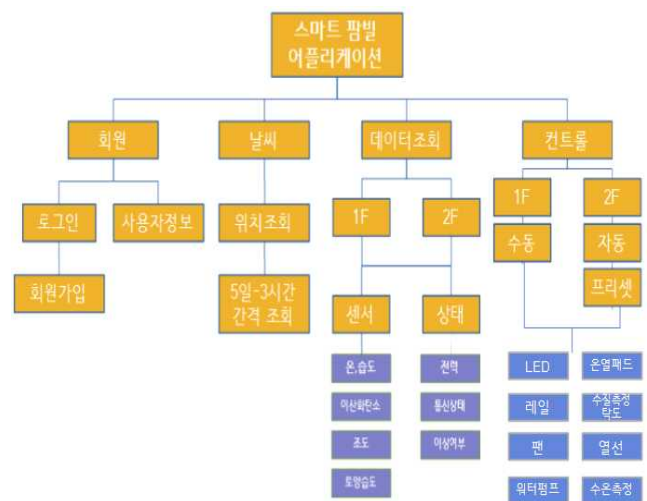 스마트 팜빌
어플리케이션
회원
날씨
데이터조회
컨트롤
로그인
사용자정보
위치조회
1F
2F
1F
2F
수동
자동
회원가입
5일-3시간
간격 조회
센서
상태
프리셋
온,습도
전력
LED
온열패드
이산화탄소
통신상태
레일
수질측정
탁도
조도
이상여부
팬
열선
토양습도
워터펌프
수온측정